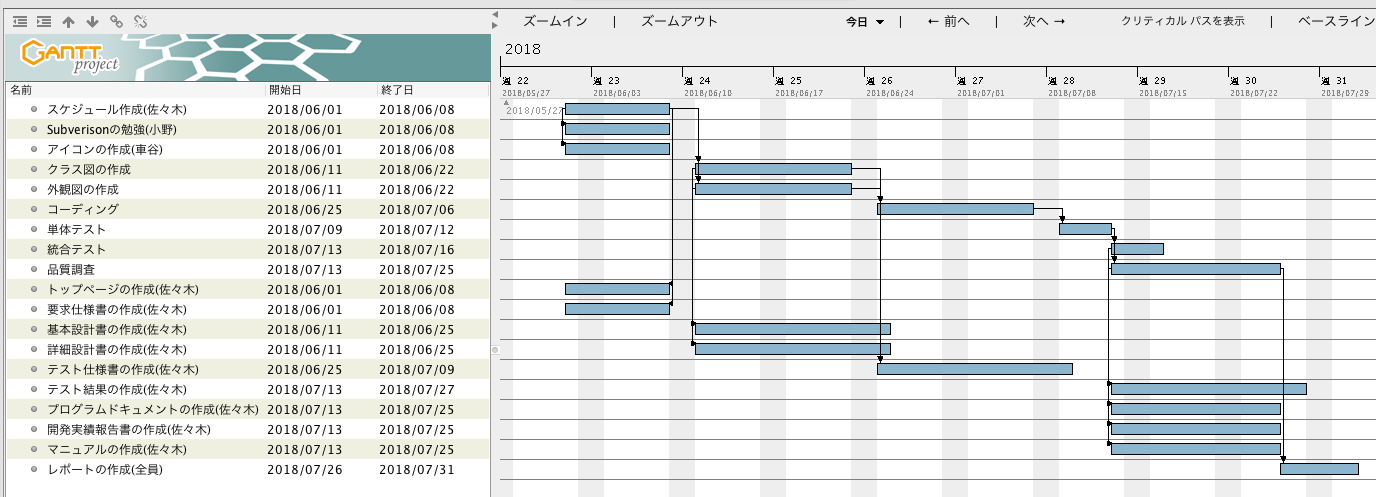 ズームイン | ズームアウト 今日 ▼ | ← 前へ | 次へ → クリティカル パスを表示 | ベースライン
GANTT project
2018
週 22 週 23 週 24 週 25 週 26 週 27 週 28 週 29 週 30 週 31
2018/05/27 2018/06/03 2018/06/10 2018/06/17 2018/06/24 2018/07/01 2018/07/08 2018/07/15 2018/07/22 2018/07/29
名前 開始日 終了日
2018/05/27
スケジュール作成(佐々木) 2018/06/01 2018/06/08
Subverisonの勉強(小野) 2018/06/01 2018/06/08
アイコンの作成(車谷) 2018/06/01 2018/06/08
クラス図の作成 2018/06/11 2018/06/22
外観図の作成 2018/06/11 2018/06/22
コーディング 2018/06/25 2018/07/06
単体テスト 2018/07/09 2018/07/12
統合テスト 2018/07/13 2018/07/16
品質調査 2018/07/13 2018/07/25
トップページの作成(佐々木) 2018/06/01 2018/06/08
要求仕様書の作成(佐々木) 2018/06/01 2018/06/08
基本設計書の作成(佐々木) 2018/06/11 2018/06/25
詳細設計書の作成(佐々木) 2018/06/11 2018/06/25
テスト仕様書の作成(佐々木) 2018/06/25 2018/07/09
テスト結果の作成(佐々木) 2018/07/13 2018/07/27
プログラムドキュメントの作成(佐々木) 2018/07/13 2018/07/25
開発実績報告書の作成(佐々木) 2018/07/13 2018/07/25
マニュアルの作成(佐々木) 2018/07/13 2018/07/25
レポートの作成(全員) 2018/07/26 2018/07/31